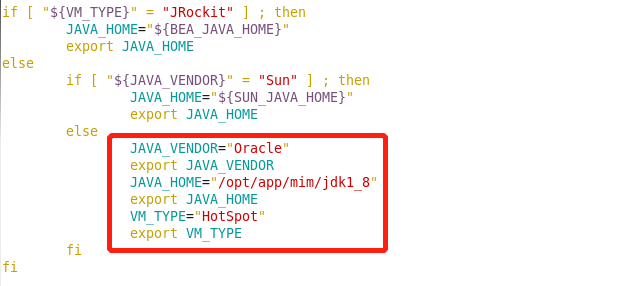 if [ "${VM_TYPE}" = "JRockit" ] ; then
        JAVA_HOME="${BEA_JAVA_HOME}"
        export JAVA_HOME
else
        if [ "${JAVA_VENDOR}" = "Sun" ] ; then
                JAVA_HOME="${SUN_JAVA_HOME}"
                export JAVA_HOME
        else
                JAVA_VENDOR="Oracle"
                export JAVA_VENDOR
                JAVA_HOME="/opt/app/mim/jdk1_8"
                export JAVA_HOME
                VM_TYPE="HotSpot"
                export VM_TYPE
        fi
fi